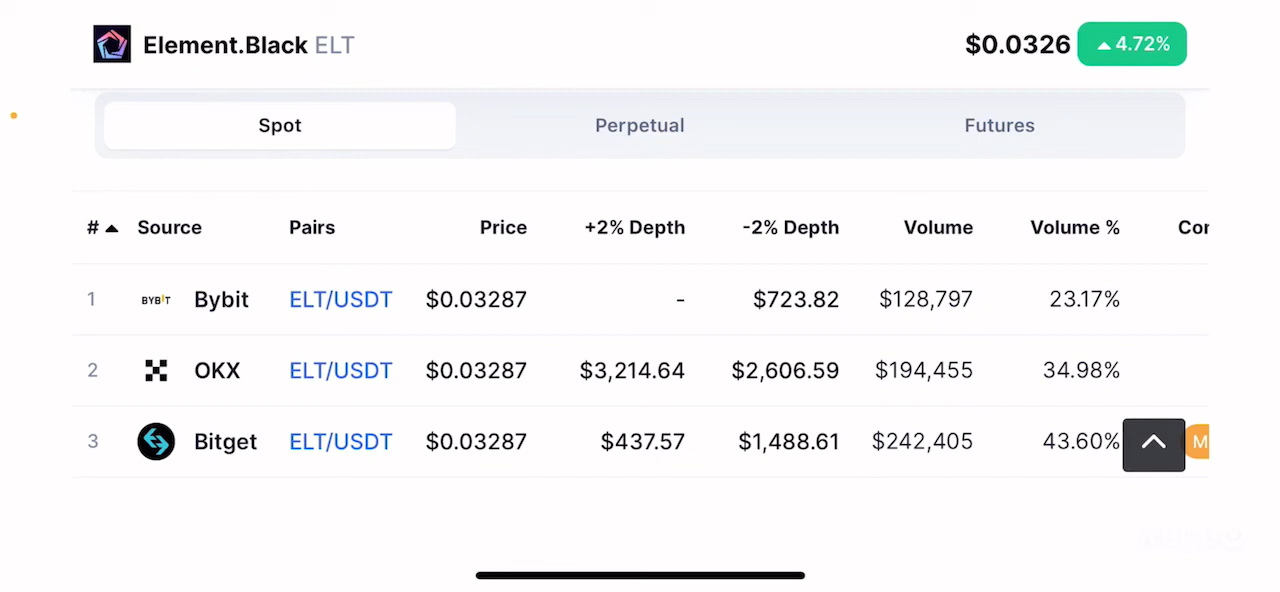 Element.Black ELT $0.0326 4.72%
Spot Perpetual Futures
# Source Pairs Price +2% Depth -2% Depth Volume Volume %
1 BYBIT Bybit ELT/USDT $0.03287 - $723.82 $128,797 23.17%
2 OKX ELT/USDT $0.03287 $3,214.64 $2,606.59 $194,455 34.98%
3 Bitget ELT/USDT $0.03287 $437.57 $1,488.61 $242,405 43.60% M